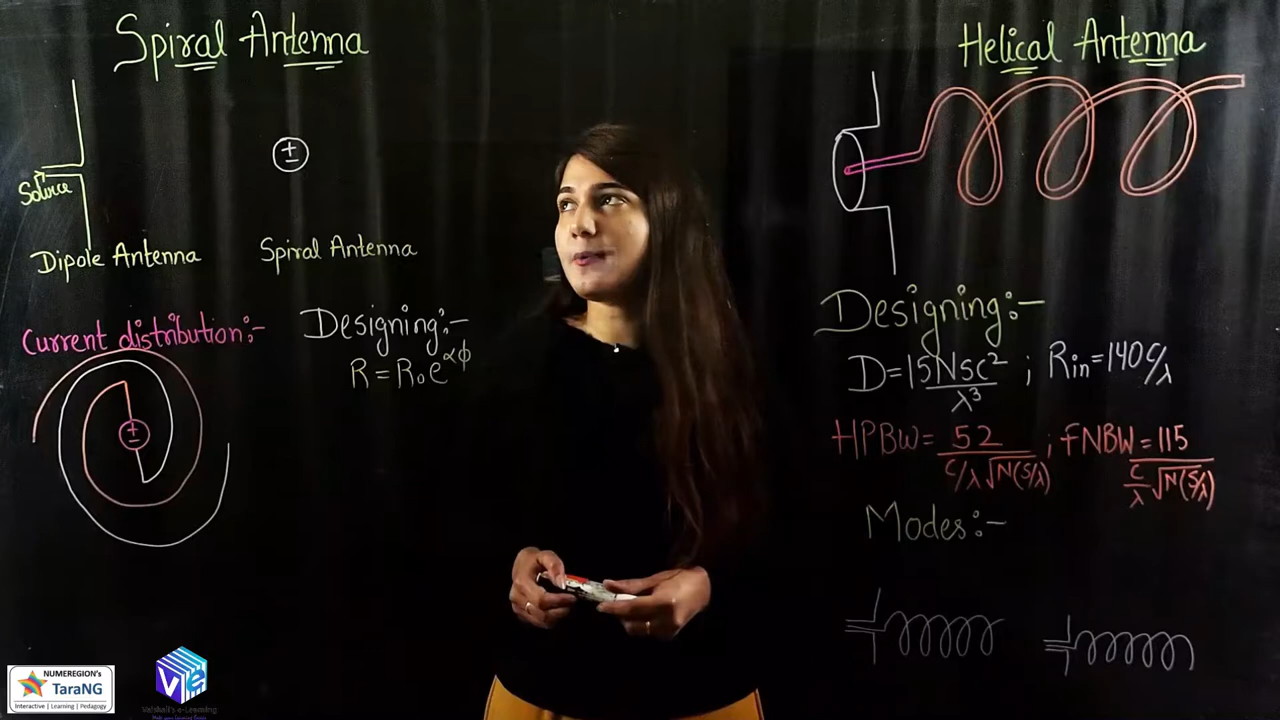 Spiral Antenna
Source
±
Dipole Antenna
Spiral Antenna
Current distribution:-
±
Designing:-
R = R₀e^αϕ
Helical Antenna
Designing:-
D = 15NSC²/λ³ ; Rin = 140 C/λ
HPBW = 52/C/λ√N(S/λ) ; FNBW = 115/C/λ√N(S/λ)
Modes:-
NUMEREGION's
TaraNG
Interactive | Learning | Pedagogy
VIe
Vaishali's e-Learning